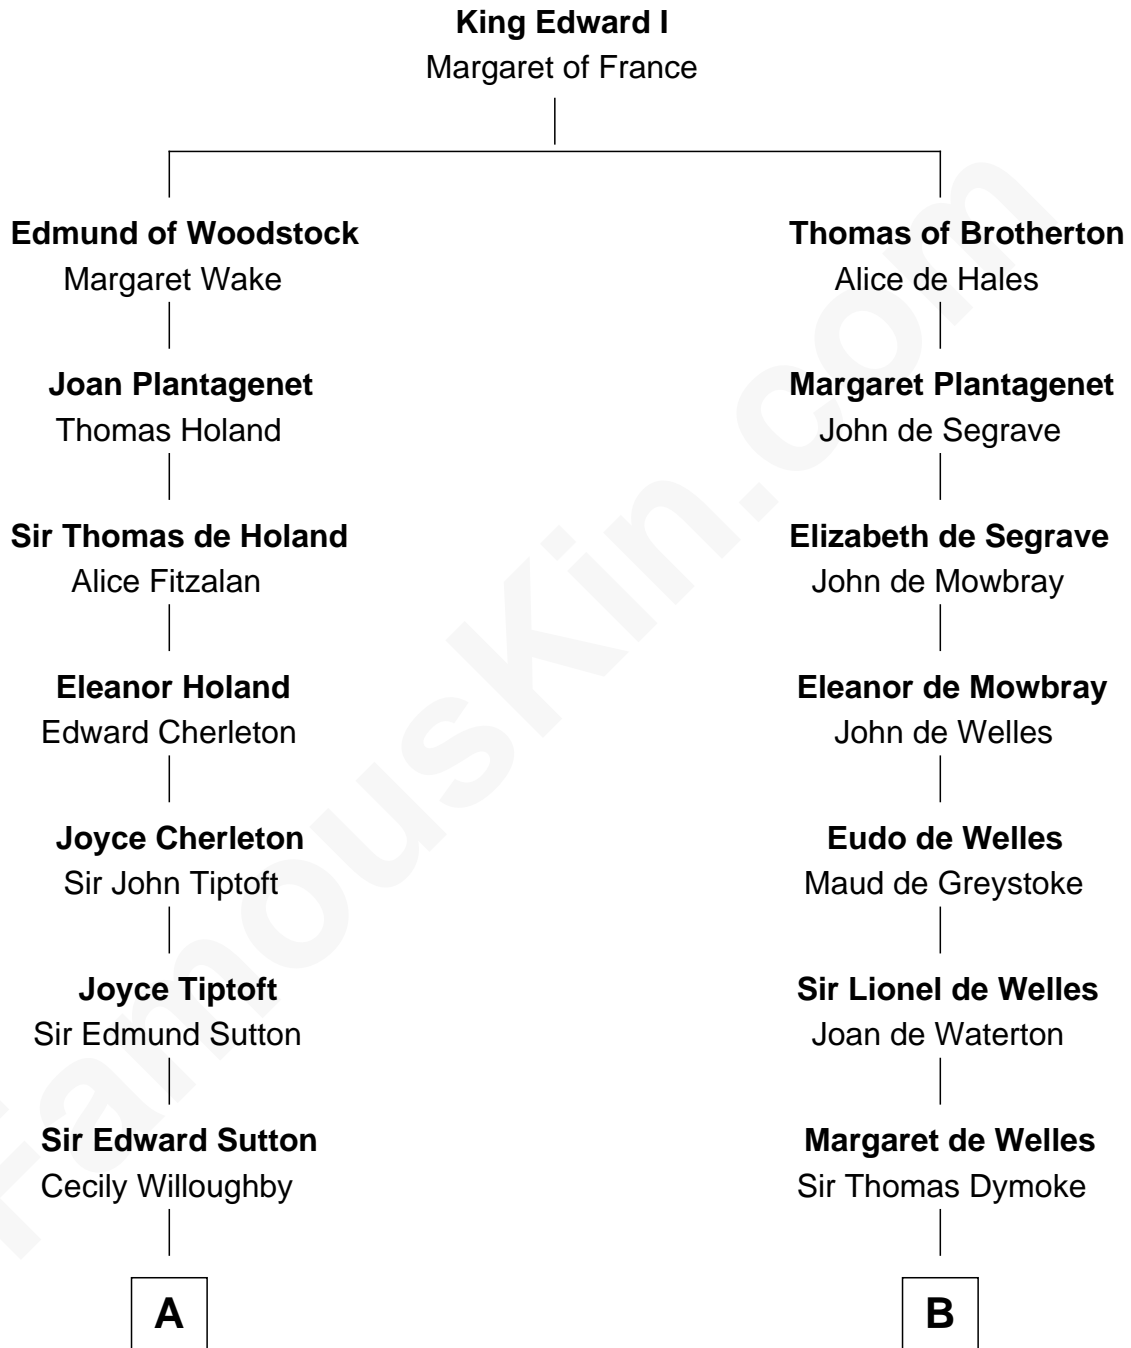 King Edward I
Margaret of France
Edmund of Woodstock
Margaret Wake
Thomas of Brotherton
Alice de Hales
Joan Plantagenet
Thomas Holand
Margaret Plantagenet
John de Segrave
Sir Thomas de Holand
Alice Fitzalan
Elizabeth de Segrave
John de Mowbray
Eleanor Holand
Edward Cherleton
Eleanor de Mowbray
John de Welles
Joyce Cherleton
Sir John Tiptoft
Eudo de Welles
Maud de Greystoke
Joyce Tiptoft
Sir Edmund Sutton
Sir Lionel de Welles
Joan de Waterton
Sir Edward Sutton
Cecily Willoughby
Margaret de Welles
Sir Thomas Dymoke
A
B
FamousKin.com